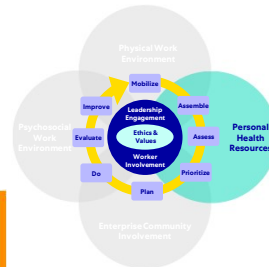 Physical Work
Environment
Mobilize
Leadership
Engagement
Improve
Assemble
Psychosocial
Work
Environment
Evaluate
Ethics &
Values
Assess
Personal
Health
Resources
Worker
Involvement
Do
Prioritize
Plan
Enterprise Community
Involvement